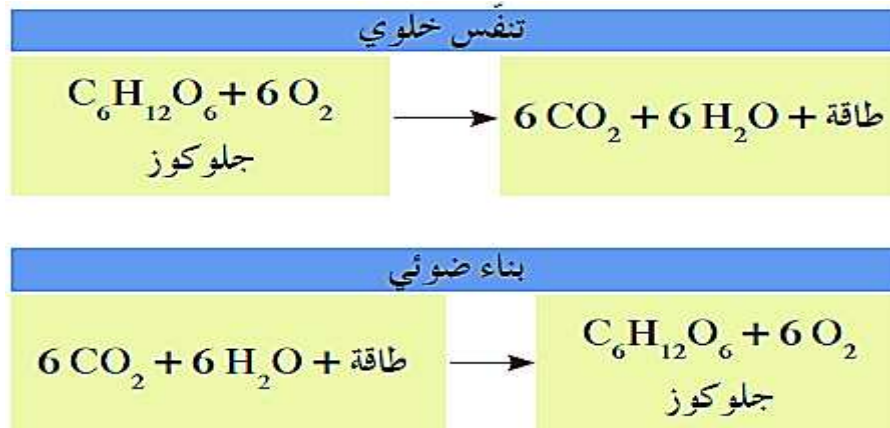 تنفّس خلوي
C₆H₁₂O₆ + 6 O₂ → 6 CO₂ + 6 H₂O + طاقة
جلوكوز
بناء ضوئي
6 CO₂ + 6 H₂O + طاقة → C₆H₁₂O₆ + 6 O₂
جلوكوز